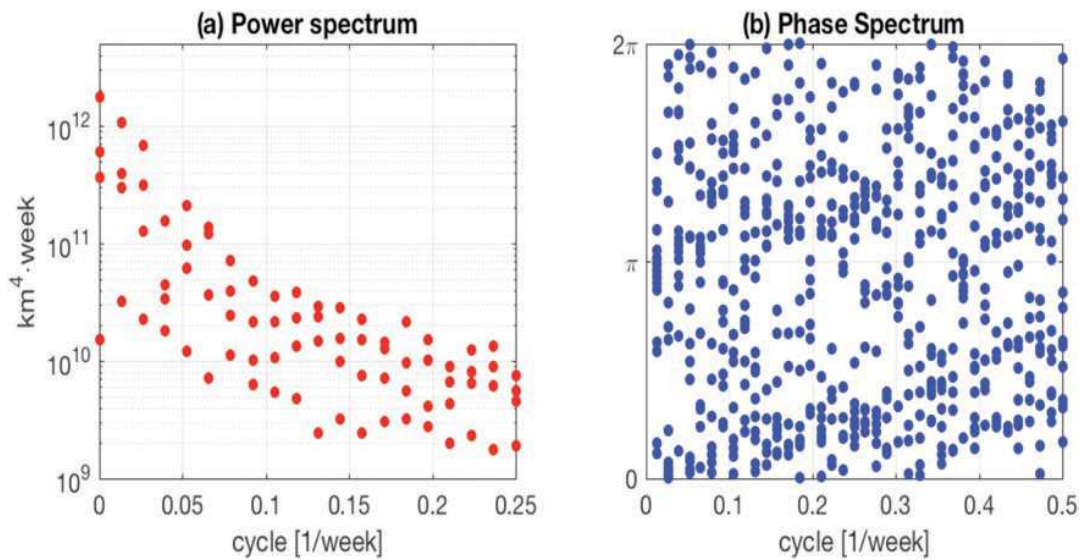 (a) Power spectrum
km⁴·week
10¹²
10¹¹
10¹⁰
10⁹
0 0.05 0.1 0.15 0.2 0.25
cycle [1/week]
(b) Phase Spectrum
2π
π
0
0 0.1 0.2 0.3 0.4 0.5
cycle [1/week]